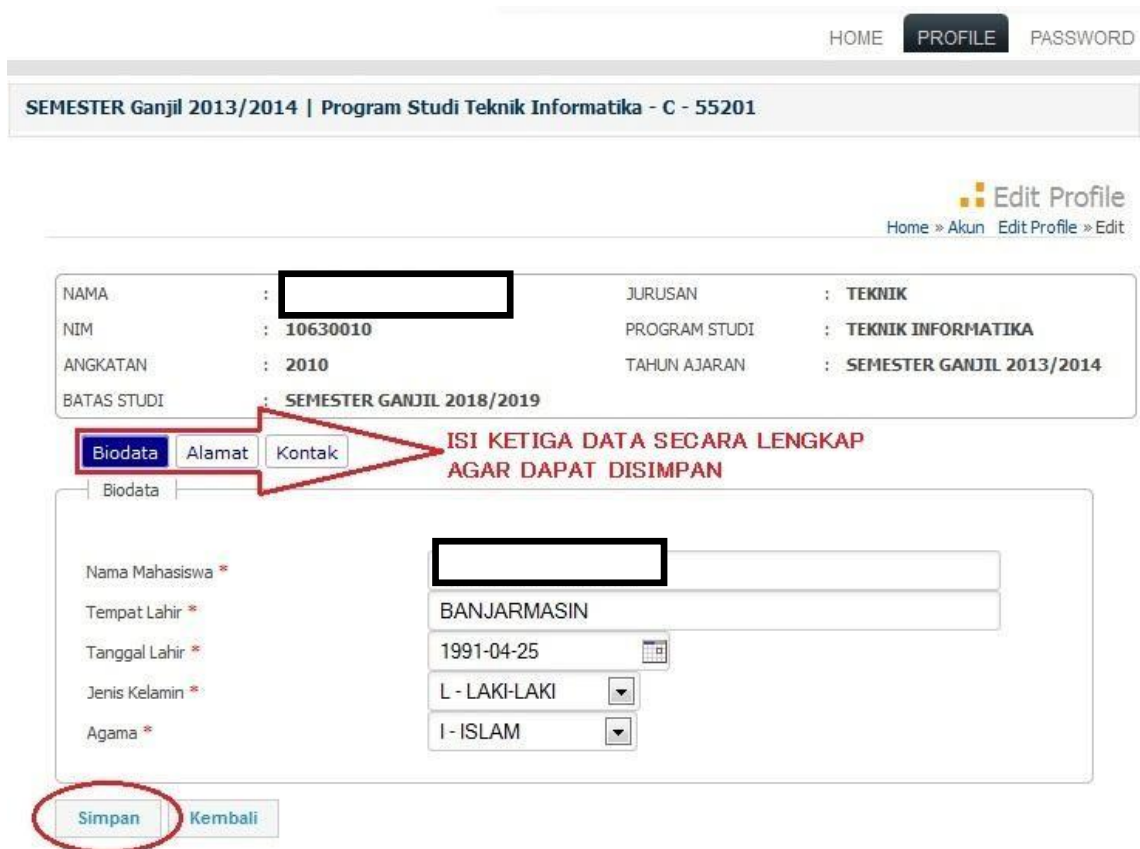 HOME PROFILE PASSWORD
SEMESTER Ganjil 2013/2014 | Program Studi Teknik Informatika - C - 55201
Edit Profile
Home » Akun Edit Profile » Edit
NAMA : JURUSAN : TEKNIK
NIM : 10630010 PROGRAM STUDI : TEKNIK INFORMATIKA
ANGKATAN : 2010 TAHUN AJARAN : SEMESTER GANJIL 2013/2014
BATAS STUDI : SEMESTER GANJIL 2018/2019
Biodata Alamat Kontak
ISI KETIGA DATA SECARA LENGKAP
AGAR DAPAT DISIMPAN
Biodata
Nama Mahasiswa *
Tempat Lahir * BANJARMASIN
Tanggal Lahir * 1991-04-25
Jenis Kelamin * L - LAKI-LAKI
Agama * I - ISLAM
Simpan Kembali